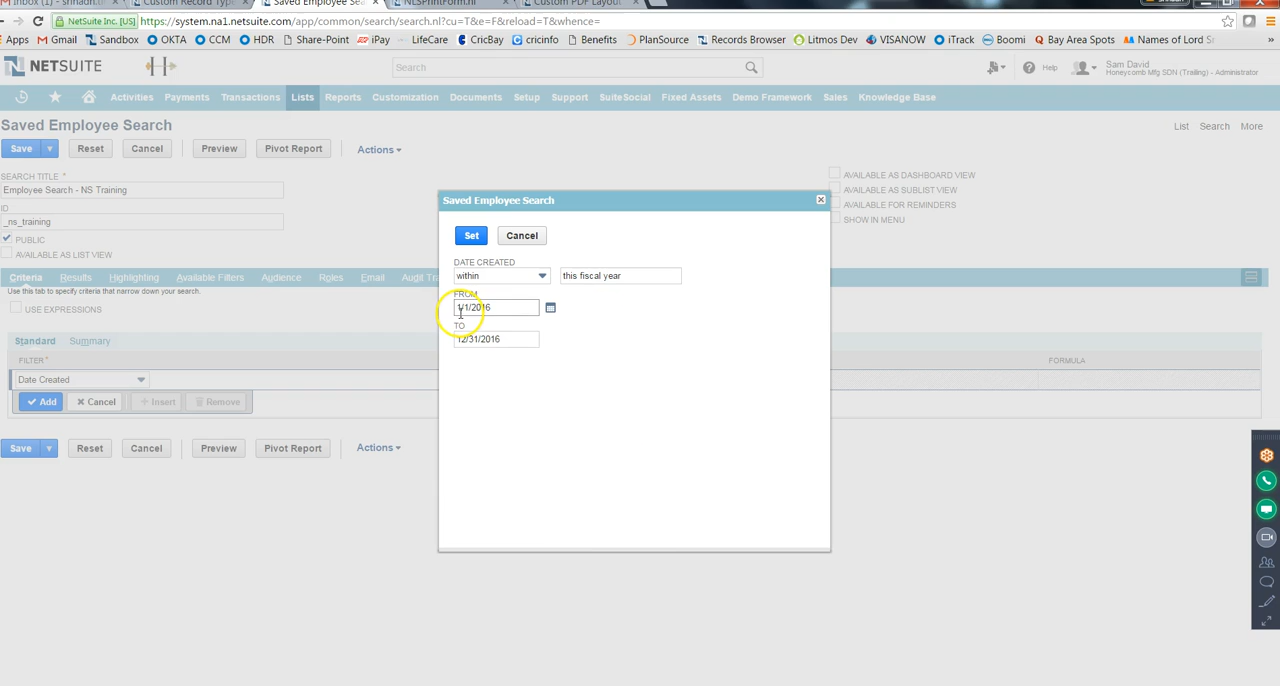 Inbox (1) - shriadh.m
Custom Record Type
Saved Employee Sea
NLSPrintForm.nl
Custom PDF Layout
NetSuite Inc. [US] https://system.na1.netsuite.com/app/common/search/search.nl?cu=T&e=F&reload=T&whence=
Apps Gmail Sandbox OKTA CCM HDR Share-Point iPay LifeCare CricBay cricinfo Benefits PlanSource Records Browser Litmos Dev VISANOW iTrack Boomi Bay Area Spots Names of Lord Sr »
NETSUITE
Search
Help
Sam David
Honeycomb Mfg SDN (Trailing) - Administrator
Activities Payments Transactions Lists Reports Customization Documents Setup Support SuiteSocial Fixed Assets Demo Framework Sales Knowledge Base
Saved Employee Search
List Search More
Save Reset Cancel Preview Pivot Report Actions
SEARCH TITLE *
Employee Search - NS Training
ID
_ns_training
PUBLIC
AVAILABLE AS LIST VIEW
AVAILABLE AS DASHBOARD VIEW
AVAILABLE AS SUBLIST VIEW
AVAILABLE FOR REMINDERS
SHOW IN MENU
Criteria Results Highlighting Available Filters Audience Roles Email Audit Tra
Use this tab to specify criteria that narrow down your search.
USE EXPRESSIONS
Standard Summary
FILTER *
FORMULA
Date Created
Add Cancel Insert Remove
Save Reset Cancel Preview Pivot Report Actions
Saved Employee Search
Set Cancel
DATE CREATED
within this fiscal year
FROM
1/1/2016
TO
12/31/2016